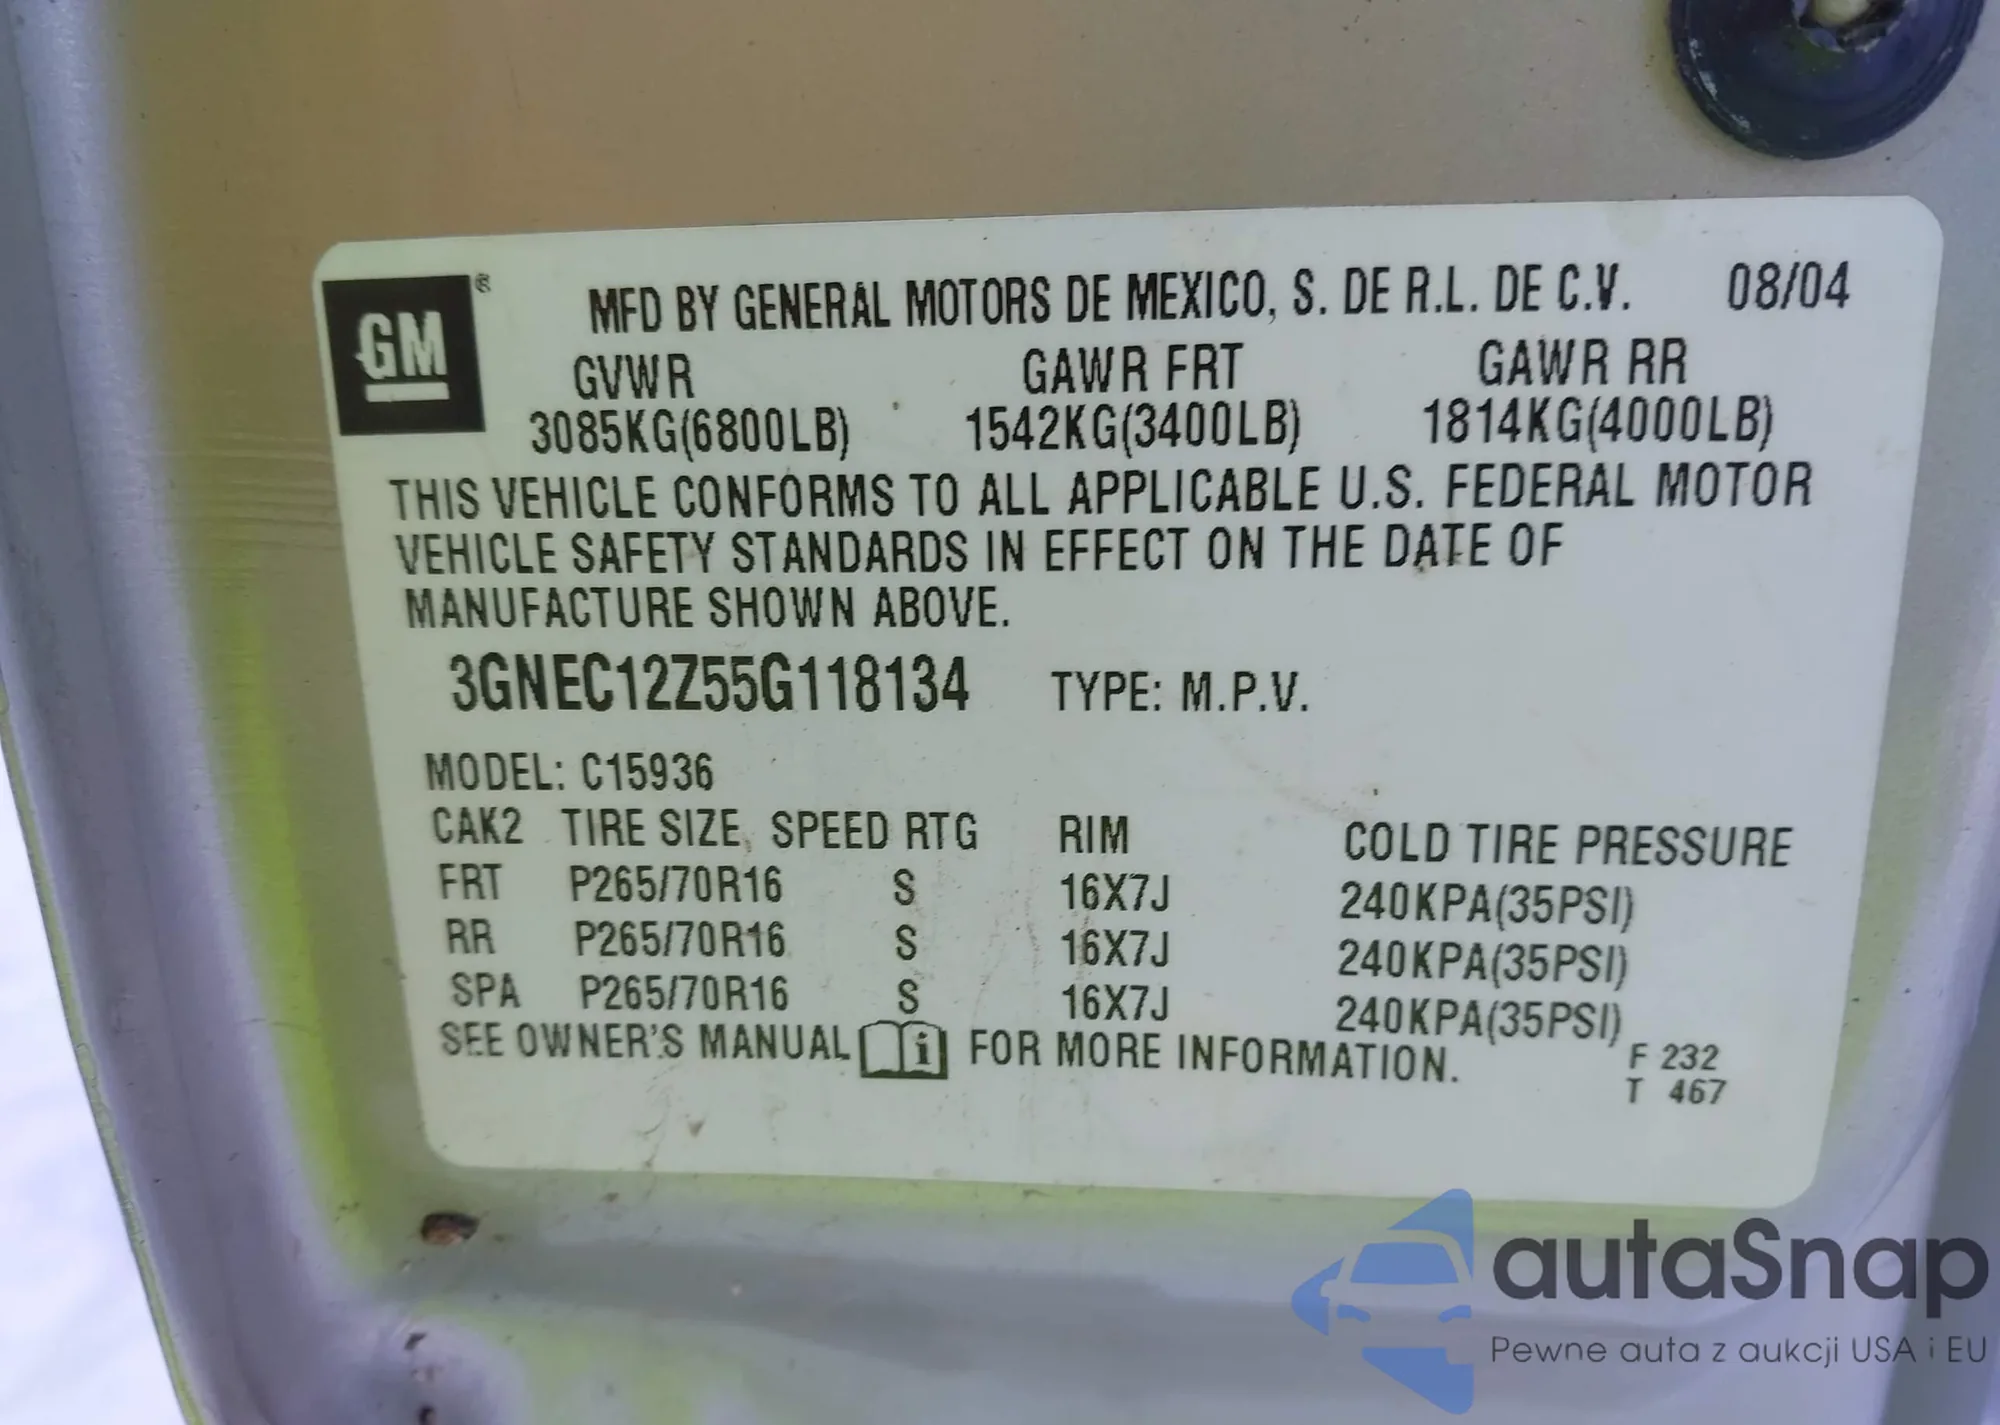 GM ®
MFD BY GENERAL MOTORS DE MEXICO, S. DE R.L. DE C.V. 08/04
GVWR GAWR FRT GAWR RR
3085KG(6800LB) 1542KG(3400LB) 1814KG(4000LB)
THIS VEHICLE CONFORMS TO ALL APPLICABLE U.S. FEDERAL MOTOR
VEHICLE SAFETY STANDARDS IN EFFECT ON THE DATE OF
MANUFACTURE SHOWN ABOVE.
3GNEC12Z55G118134 TYPE: M.P.V.
MODEL: C15936
CAK2 TIRE SIZE SPEED RTG RIM COLD TIRE PRESSURE
FRT P265/70R16 S 16X7J 240KPA(35PSI)
RR P265/70R16 S 16X7J 240KPA(35PSI)
SPA P265/70R16 S 16X7J 240KPA(35PSI)
SEE OWNER'S MANUAL i FOR MORE INFORMATION.
F 232
T 467
autaSnap
Pewne auta z aukcji USA i EU